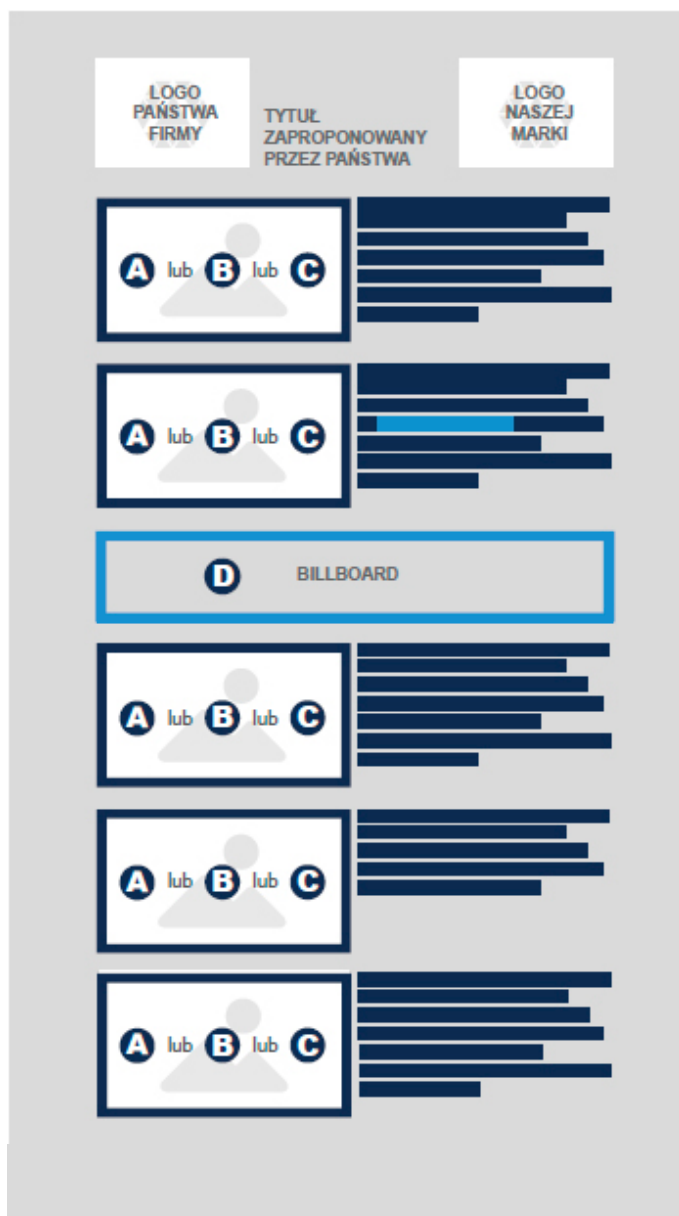 LOGO
PAŃSTWA
FIRMY
TYTUŁ
ZAPROPONOWANY
PRZEZ PAŃSTWA
LOGO
NASZEJ
MARKI
A lub B lub C
A lub B lub C
D BILLBOARD
A lub B lub C
A lub B lub C
A lub B lub C